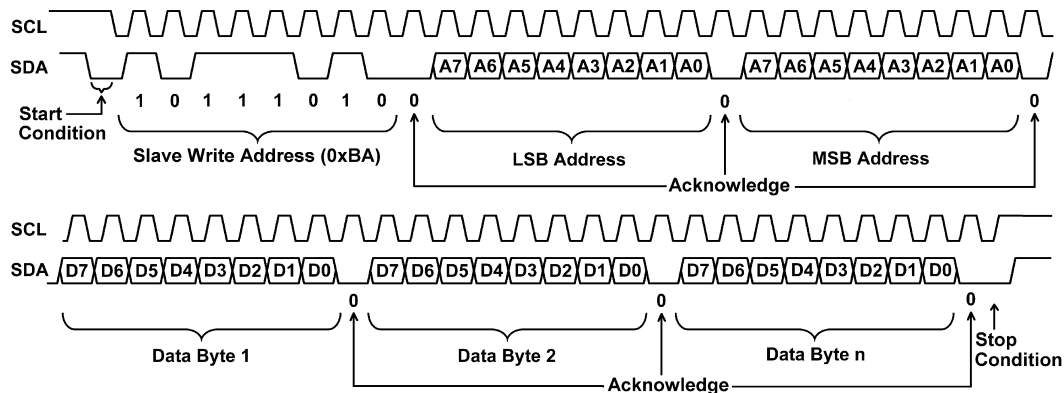 SCL
SDA A7 A6 A5 A4 A3 A2 A1 A0 A7 A6 A5 A4 A3 A2 A1 A0
1 0 1 1 1 0 1 0 0 0 0
Start
Condition
Slave Write Address (0xBA) LSB Address MSB Address
Acknowledge
SCL
SDA D7 D6 D5 D4 D3 D2 D1 D0 D7 D6 D5 D4 D3 D2 D1 D0 D7 D6 D5 D4 D3 D2 D1 D0
0 0 0
Data Byte 1 Data Byte 2 Data Byte n
Stop
Condition
Acknowledge